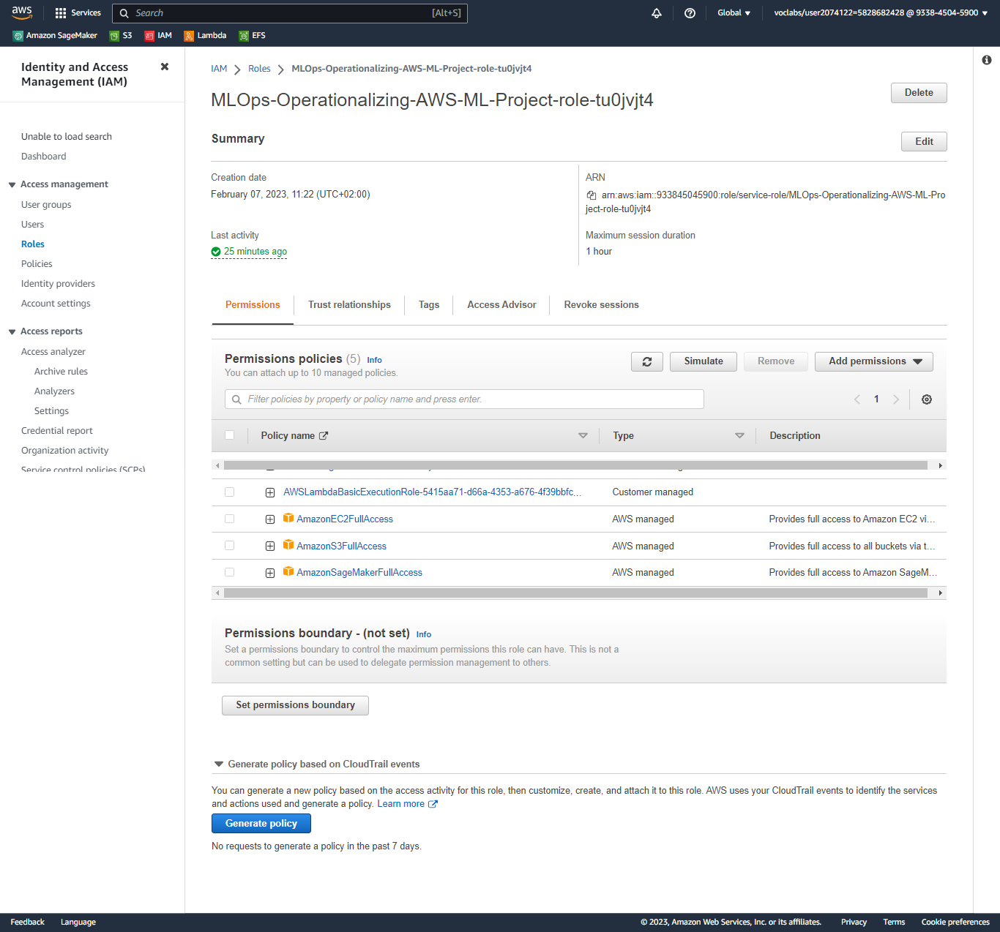 aws
Services
Search
[Alt+S]
Global
voclabs/user2074122=5828682428 @ 9338-4504-5900
Amazon SageMaker
S3
IAM
Lambda
EFS
Identity and Access
Management (IAM)
Unable to load search
Dashboard
Access management
User groups
Users
Roles
Policies
Identity providers
Account settings
Access reports
Access analyzer
Archive rules
Analyzers
Settings
Credential report
Organization activity
Service control policies (SCPs)
IAM
Roles
MLOps-Operationalizing-AWS-ML-Project-role-tu0jvjt4
MLOps-Operationalizing-AWS-ML-Project-role-tu0jvjt4
Delete
Summary
Edit
Creation date
February 07, 2023, 11:22 (UTC+02:00)
ARN
arn:aws:iam::933845045900:role/service-role/MLOps-Operationalizing-AWS-ML-Pro
ject-role-tu0jvjt4
Last activity
25 minutes ago
Maximum session duration
1 hour
Permissions
Trust relationships
Tags
Access Advisor
Revoke sessions
Permissions policies (5) Info
You can attach up to 10 managed policies.
Simulate
Remove
Add permissions
Filter policies by property or policy name and press enter.
1
Policy name
Type
Description
AWSLambdaBasicExecutionRole-5415aa71-d66a-4353-a676-4f39bbfc...
Customer managed
AmazonEC2FullAccess
AWS managed
Provides full access to Amazon EC2 vi...
AmazonS3FullAccess
AWS managed
Provides full access to all buckets via t...
AmazonSageMakerFullAccess
AWS managed
Provides full access to Amazon SageM...
Permissions boundary - (not set) Info
Set a permissions boundary to control the maximum permissions this role can have. This is not a
common setting but can be used to delegate permission management to others.
Set permissions boundary
Generate policy based on CloudTrail events
You can generate a new policy based on the access activity for this role, then customize, create, and attach it to this role. AWS uses your CloudTrail events to identify the services
and actions used and generate a policy. Learn more
Generate policy
No requests to generate a policy in the past 7 days.
Feedback
Language
© 2023, Amazon Web Services, Inc. or its affiliates.
Privacy
Terms
Cookie preferences